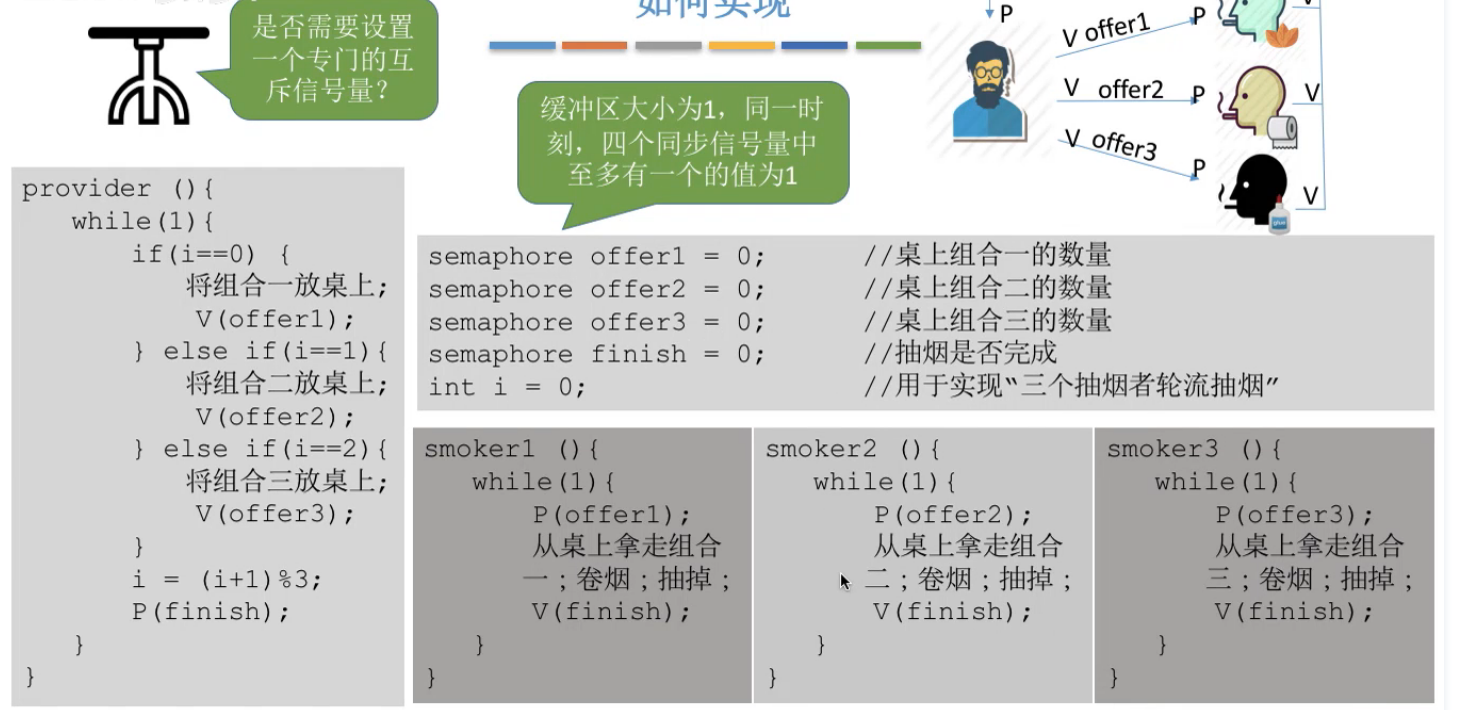 如何实现
是否需要设置
一个专门的互
斥信号量？
缓冲区大小为1，同一时
刻，四个同步信号量中
至多有一个的值为1
P
V offer1
P
V
V offer2
P
V
V offer3
P
V
glue
provider (){
while(1){
if(i==0) {
将组合一放桌上;
V(offer1);
} else if(i==1){
将组合二放桌上;
V(offer2);
} else if(i==2){
将组合三放桌上;
V(offer3);
}
i = (i+1)%3;
P(finish);
}
}
semaphore offer1 = 0; //桌上组合一的数量
semaphore offer2 = 0; //桌上组合二的数量
semaphore offer3 = 0; //桌上组合三的数量
semaphore finish = 0; //抽烟是否完成
int i = 0; //用于实现“三个抽烟者轮流抽烟”
smoker1 (){
while(1){
P(offer1);
从桌上拿走组合
一；卷烟；抽掉；
V(finish);
}
}
smoker2 (){
while(1){
P(offer2);
从桌上拿走组合
二；卷烟；抽掉；
V(finish);
}
}
smoker3 (){
while(1){
P(offer3);
从桌上拿走组合
三；卷烟；抽掉；
V(finish);
}
}